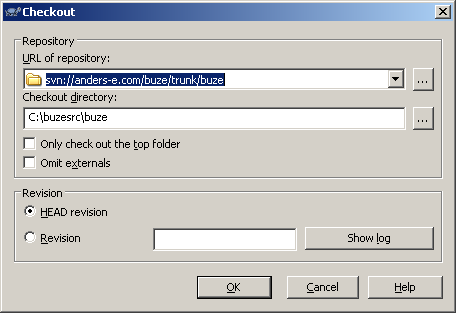 Checkout
Repository
URL of repository:
svn://anders-e.com/buze/trunk/buze
...
Checkout directory:
C:\buzesrc\buze
...
Only check out the top folder
Omit externals
Revision
HEAD revision
Revision
Show log
OK Cancel Help